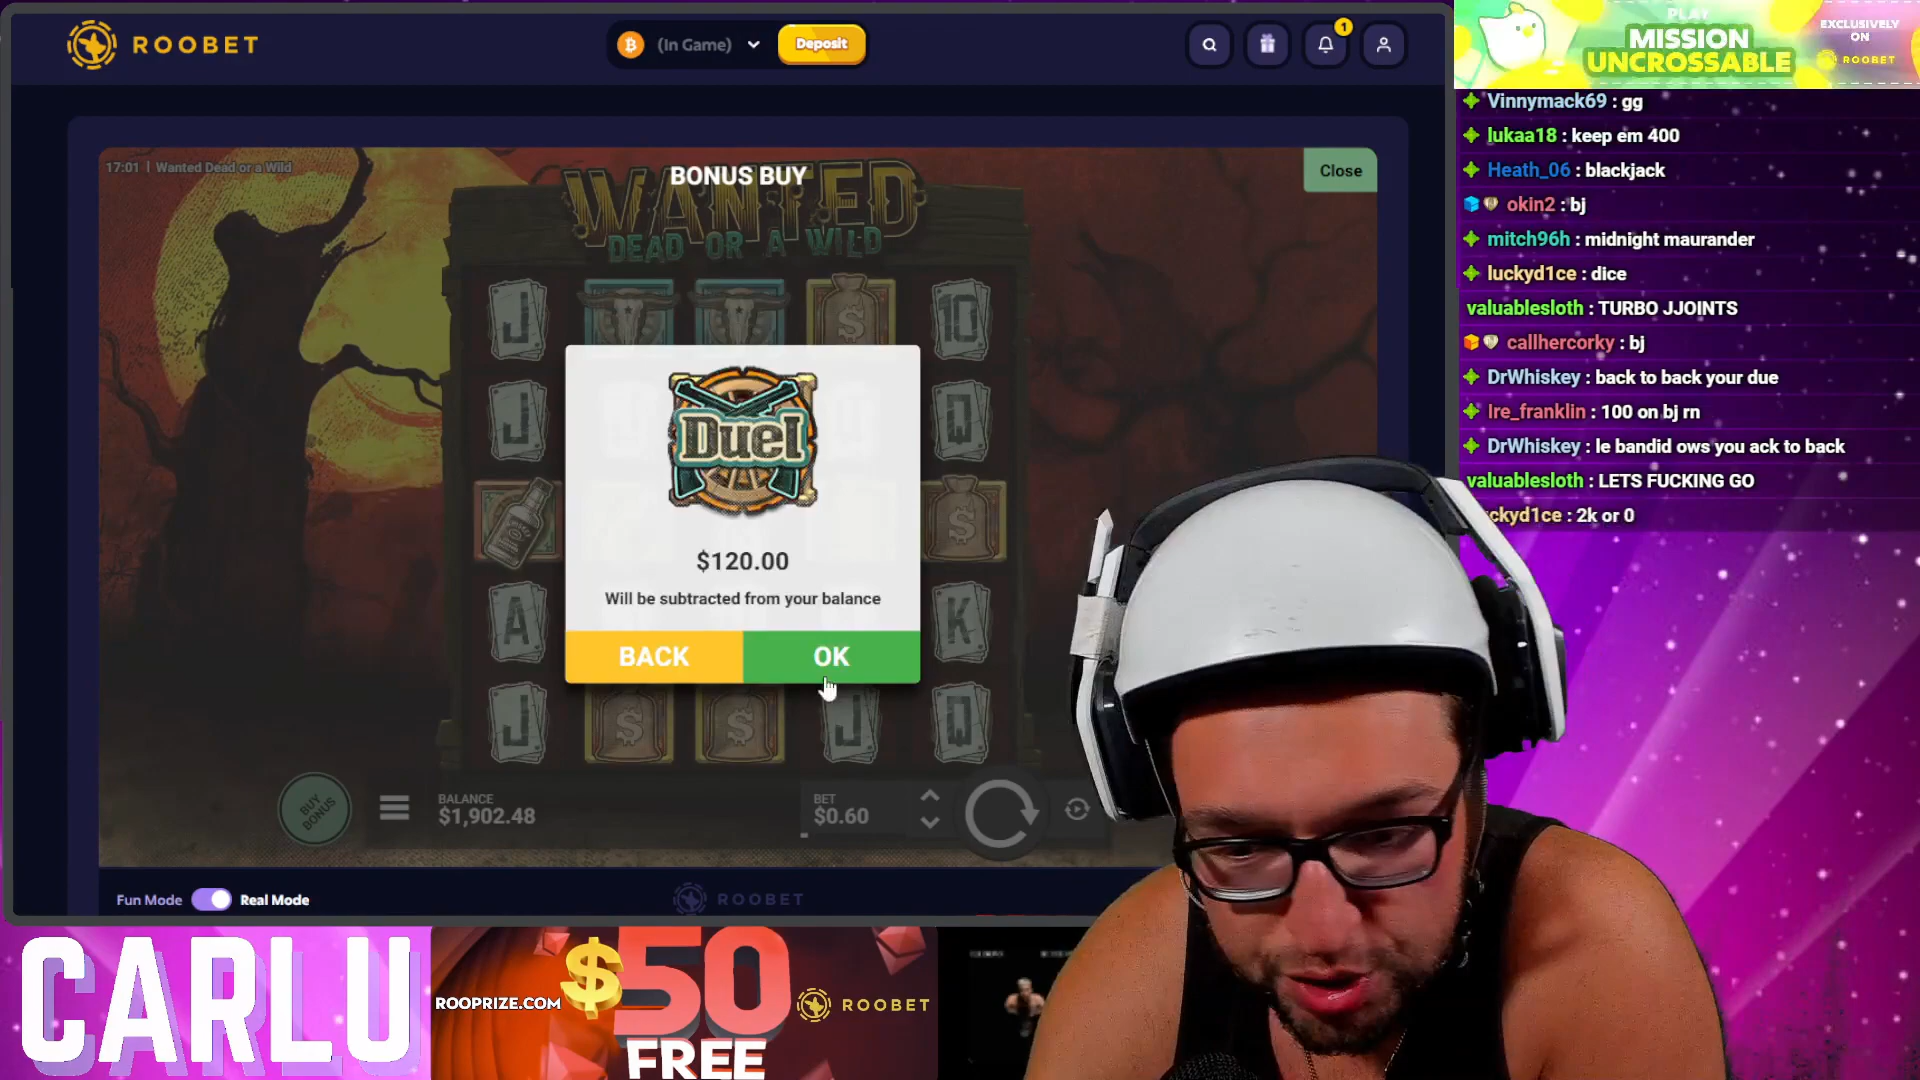 ROOBET
(In Game)
Deposit
1
PLAY
MISSION
UNCROSSABLE
EXCLUSIVELY
ON
ROOBET
17:01 | Wanted Dead or a Wild
BONUS BUY
Close
WANTED
DEAD OR A WILD
J
$
10
J
Q
Duel
$120.00
Will be subtracted from your balance
BACK
OK
$
A
K
J
$
$
J
Q
BUY
BONUS
BALANCE
$1,902.48
BET
$0.60
Fun Mode
Real Mode
ROOBET
Vinnymack69 : gg
lukaa18 : keep em 400
Heath_06 : blackjack
okin2 : bj
mitch96h : midnight maurander
luckyd1ce : dice
valuablesloth : TURBO JJOINTS
callhercorky : bj
DrWhiskey : back to back your due
Ire_franklin : 100 on bj rn
DrWhiskey : le bandid ows you ack to back
valuablesloth : LETS FUCKING GO
ckyd1ce : 2k or 0
CARLU
ROOPRIZE.COM
$50
FREE
ROOBET